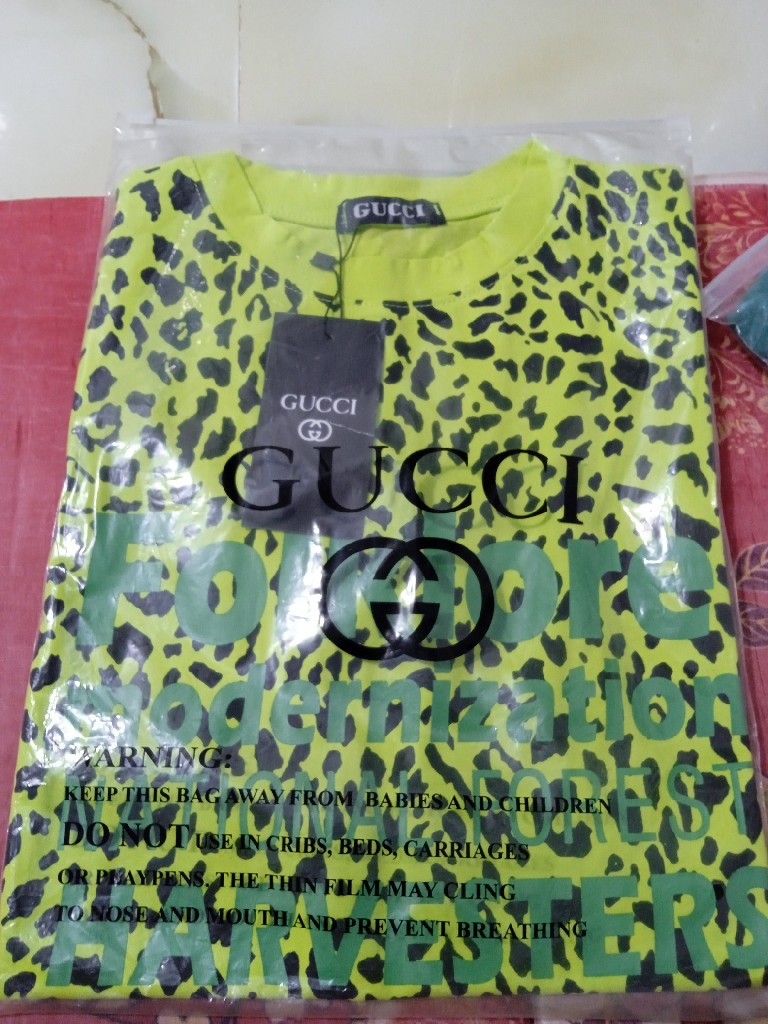 GUCCI
GUCCI
GUCCI
Folklore
modernization
WARNING:
KEEP THIS BAG AWAY FROM BABIES AND CHILDREN
NATIONAL FOREST
DO NOT USE IN CRIBS, BEDS, CARRIAGES
OR PLAYPENS. THE THIN FILM MAY CLING
TO NOSE AND MOUTH AND PREVENT BREATHING
HARVESTERS